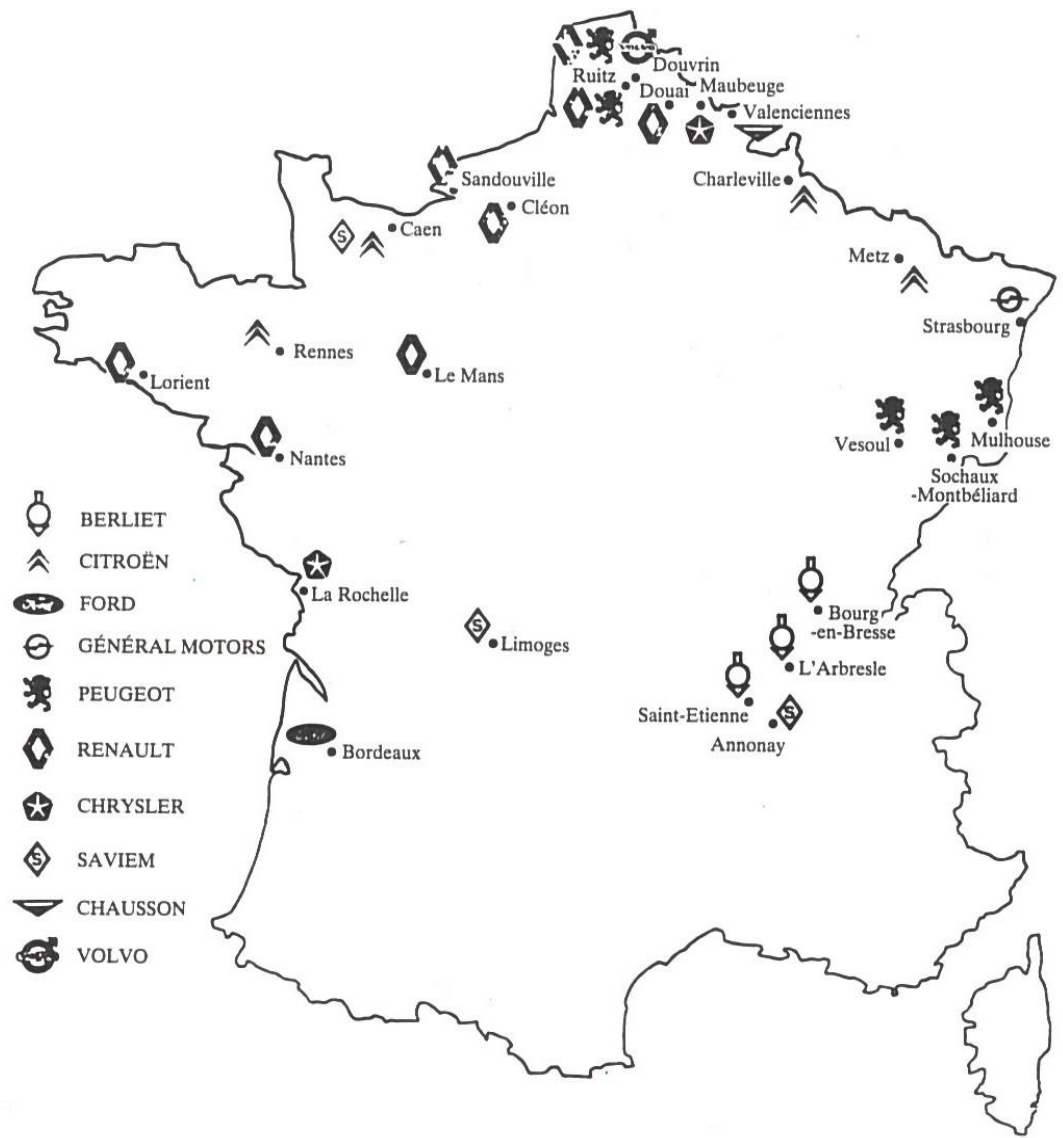 Douvrin
Ruitz
Douai
Maubeuge
Valenciennes
Sandouville
Charleville
Cléon
Caen
S
Metz
Strasbourg
Rennes
Le Mans
Lorient
Vesoul
Mulhouse
Nantes
Sochaux
-Montbéliard
BERLIET
CITROËN
La Rochelle
FORD
Bourg
-en-Bresse
S
Limoges
GÉNÉRAL MOTORS
L'Arbresle
PEUGEOT
Saint-Etienne
S
Annonay
RENAULT
Bordeaux
CHRYSLER
S
SAVIEM
CHAUSSON
VOLVO